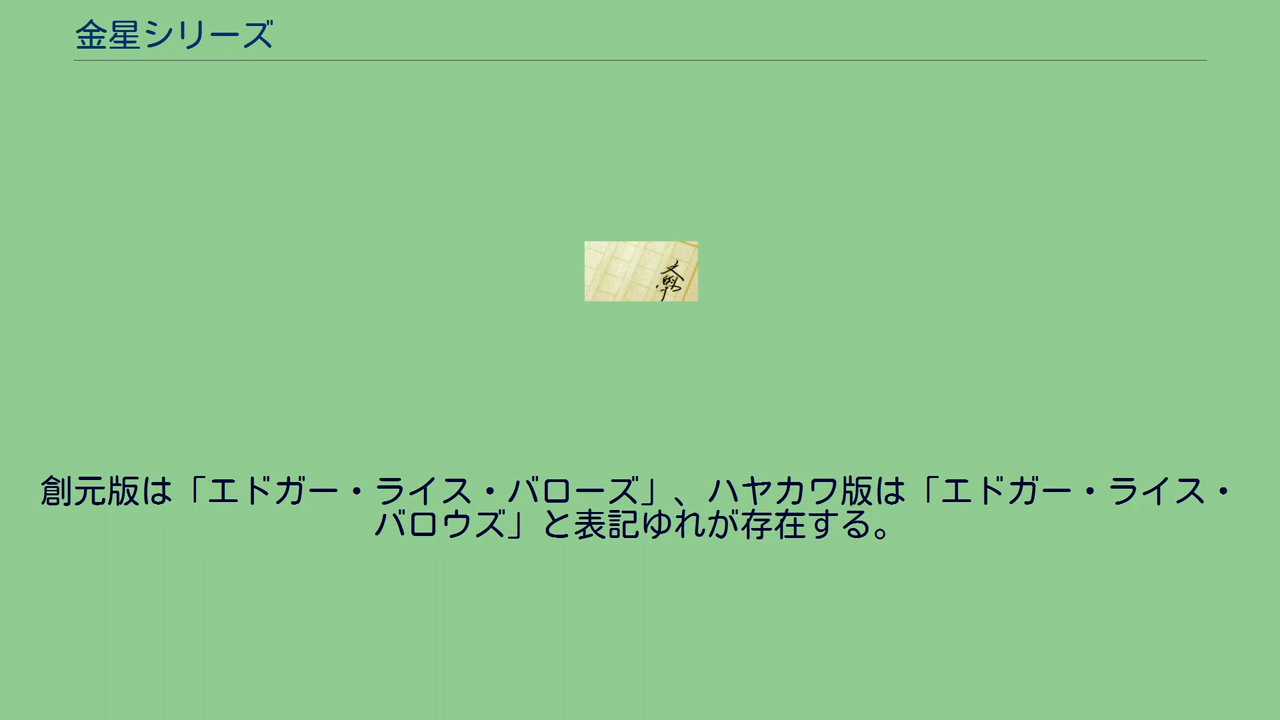 金星シリーズ
創元版は「エドガー・ライス・バローズ」、ハヤカワ版は「エドガー・ライス・
バロウズ」と表記ゆれが存在する。